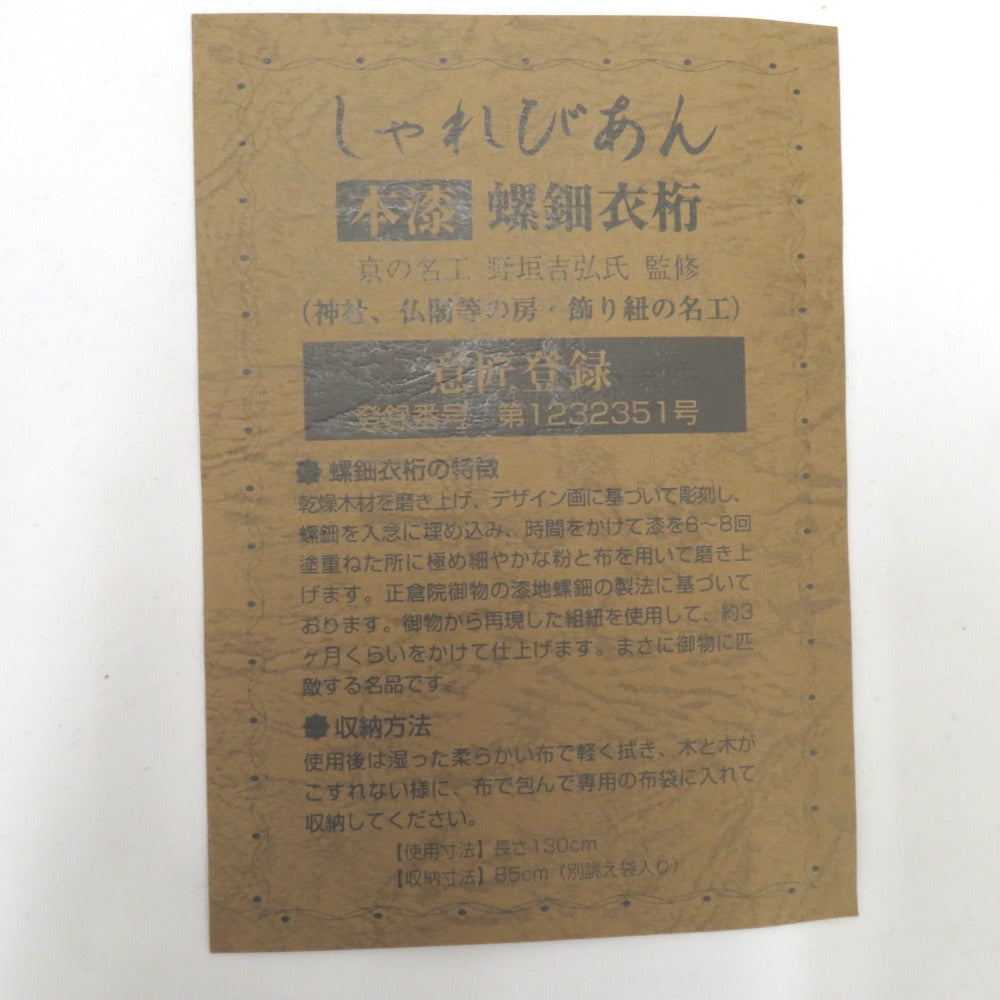 しゃれびあん
本漆 螺鈿衣桁
京の名工 野垣吉弘氏 監修
(神社、仏閣等の房・飾り紐の名工)
意匠登録
登録番号 第1232351号
螺鈿衣桁の特徴
乾燥木材を磨き上げ、デザイン画に基づいて彫刻し、
螺鈿を入念に埋め込み、時間をかけて漆を6〜8回
塗重ねた所に極め細やかな粉と布を用いて磨き上
げます。正倉院御物の漆地螺鈿の製法に基づいて
おります。御物から再現した組紐を使用して、約3
ヶ月くらいをかけて仕上げます。まさに御物に匹
敵する名品です。
収納方法
使用後は湿った柔らかい布で軽く拭き、木と木が
こすれない様に、布で包んで専用の布袋に入れて
収納してください。
【使用寸法】長さ130cm
【収納寸法】85cm（別誂え袋入り）